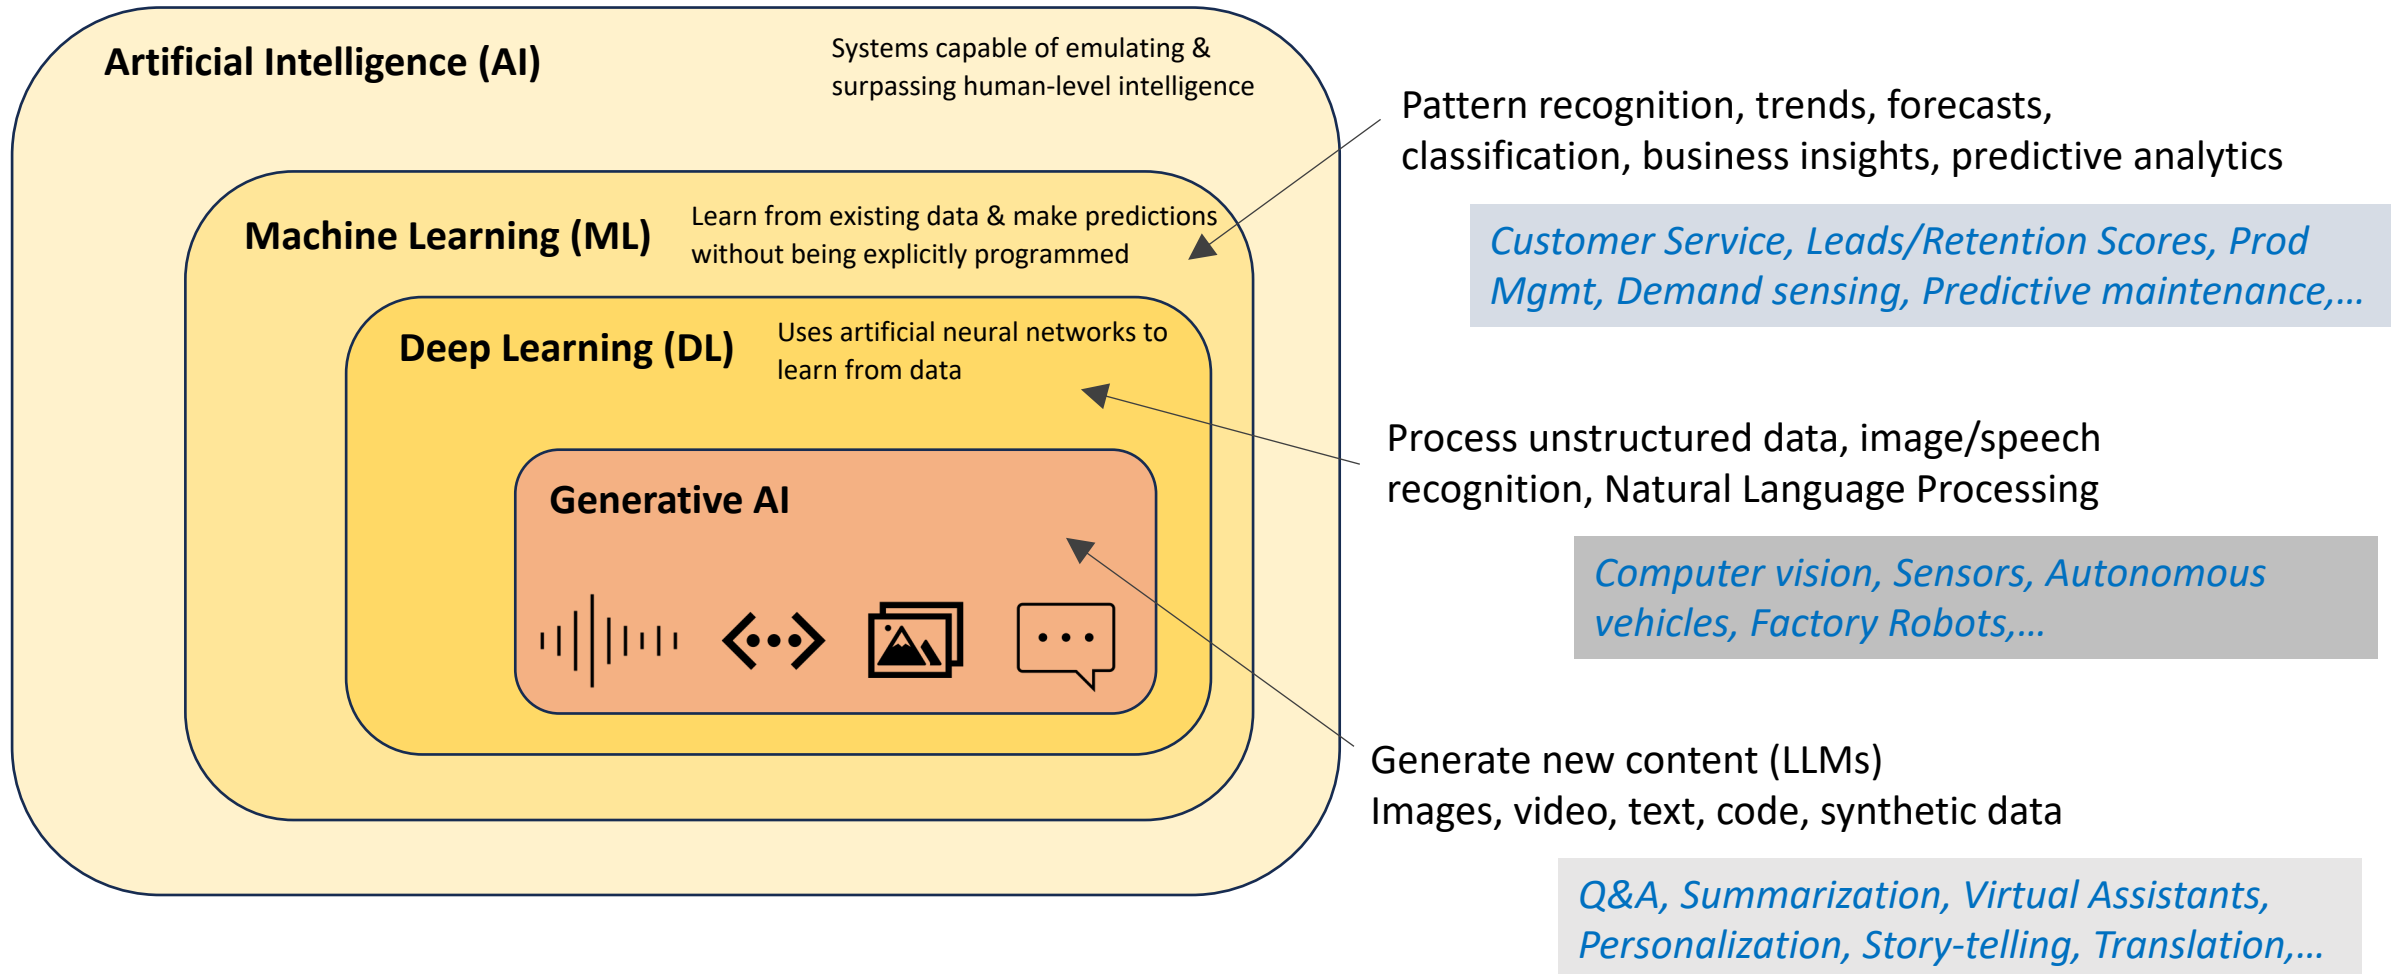 Artificial Intelligence (AI)
Systems capable of emulating &
surpassing human-level intelligence
Machine Learning (ML)
Learn from existing data & make predictions
without being explicitly programmed
Deep Learning (DL)
Uses artificial neural networks to
learn from data
Generative AI
Pattern recognition, trends, forecasts,
classification, business insights, predictive analytics
Customer Service, Leads/Retention Scores, Prod
Mgmt, Demand sensing, Predictive maintenance,…
Process unstructured data, image/speech
recognition, Natural Language Processing
Computer vision, Sensors, Autonomous
vehicles, Factory Robots,…
Generate new content (LLMs)
Images, video, text, code, synthetic data
Q&A, Summarization, Virtual Assistants,
Personalization, Story-telling, Translation,…